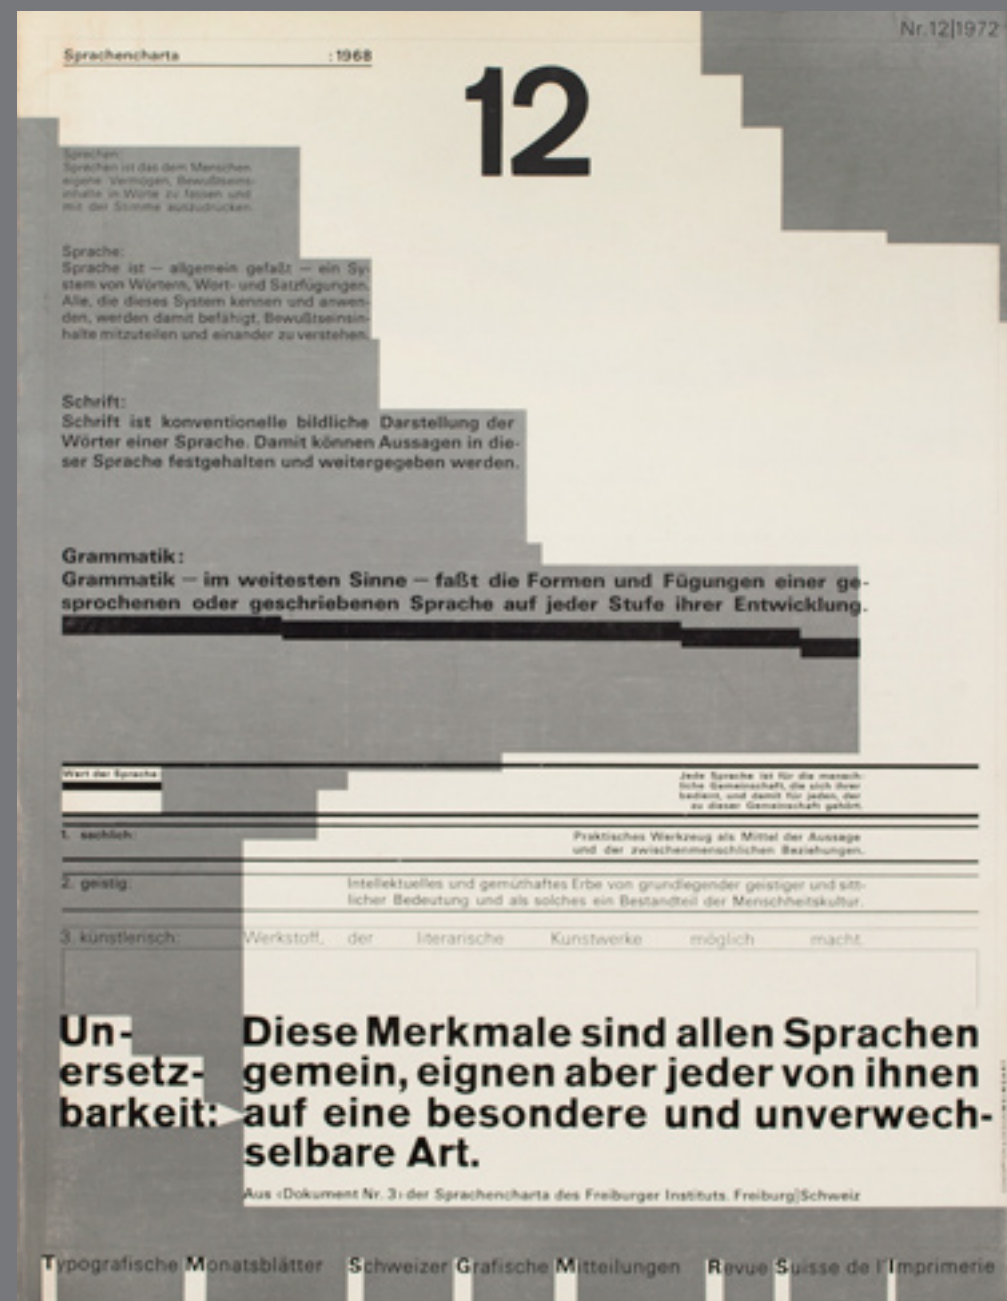 Nr.12|1972
Sprachencharta :1968
12
Sprechen:
Sprechen ist das dem Menschen
eigene Vermögen, Bewußtseins-
inhalte in Worte zu fassen und
mit der Stimme auszudrücken.
Sprache:
Sprache ist — allgemein gefaßt — ein Sy-
stem von Wörtern, Wort- und Satzfügungen.
Alle, die dieses System kennen und anwen-
den, werden damit befähigt, Bewußtseinsin-
halte mitzuteilen und einander zu verstehen.
Schrift:
Schrift ist konventionelle bildliche Darstellung der
Wörter einer Sprache. Damit können Aussagen in die-
ser Sprache festgehalten und weitergegeben werden.
Grammatik:
Grammatik — im weitesten Sinne — faßt die Formen und Fügungen einer ge-
sprochenen oder geschriebenen Sprache auf jeder Stufe ihrer Entwicklung.
Wert der Sprache:
Jede Sprache ist für die mensch-
liche Gemeinschaft, die sich ihrer
bedient, und damit für jeden, der
zu dieser Gemeinschaft gehört.
1. sachlich: Praktisches Werkzeug als Mittel der Aussage
und der zwischenmenschlichen Beziehungen.
2. geistig: Intellektuelles und gemüthaftes Erbe von grundlegender geistiger und sitt-
licher Bedeutung und als solches ein Bestandteil der Menschheitskultur.
3. künstlerisch: Werkstoff, der literarische Kunstwerke möglich macht.
Un-
ersetz-
barkeit:
Diese Merkmale sind allen Sprachen
gemein, eignen aber jeder von ihnen
auf eine besondere und unverwech-
selbare Art.
Aus ‹Dokument Nr. 3› der Sprachencharta des Freiburger Instituts. Freiburg|Schweiz
Typografische Monatsblätter Schweizer Grafische Mitteilungen Revue Suisse de l'Imprimerie